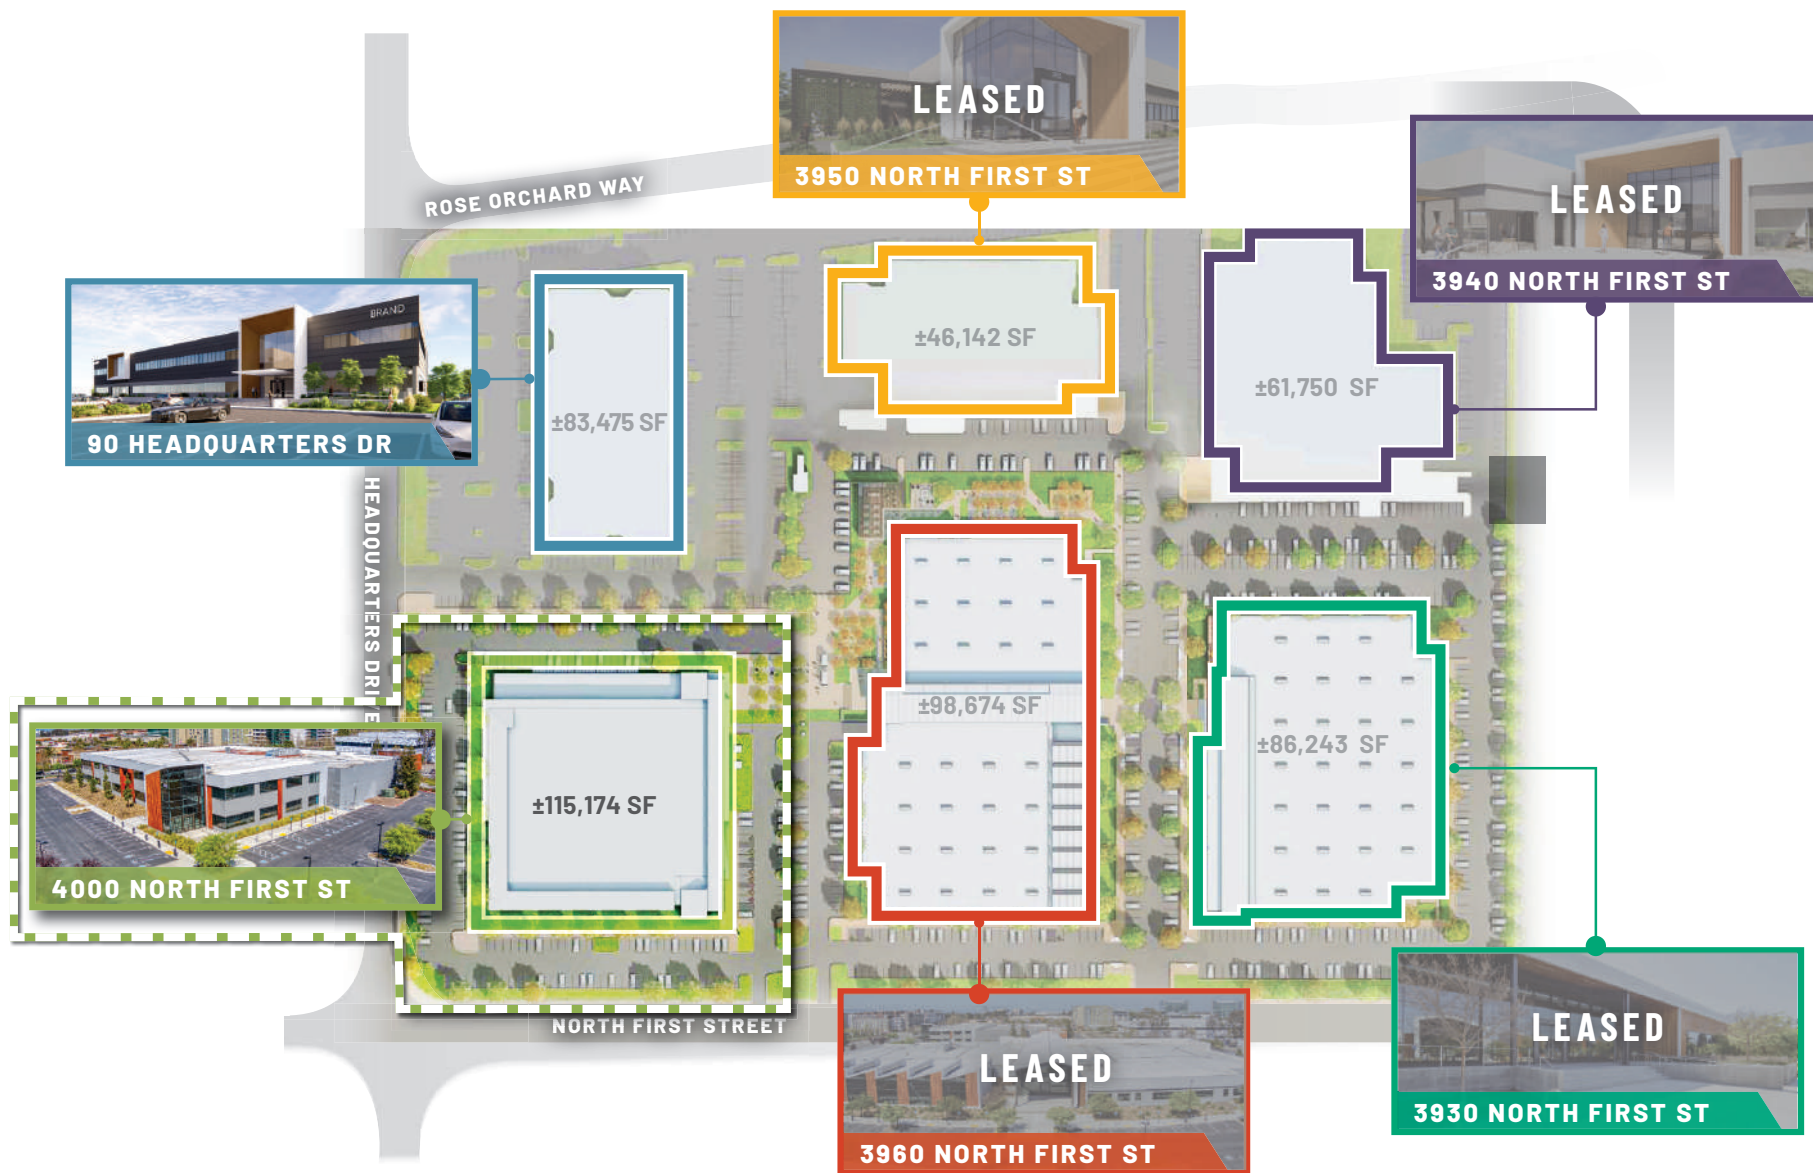 LEASED
3950 NORTH FIRST ST
LEASED
3940 NORTH FIRST ST
ROSE ORCHARD WAY
BRAND
90 HEADQUARTERS DR
±83,475 SF
±46,142 SF
±61,750 SF
HEADQUARTERS DRIVE
±98,674 SF
±86,243 SF
±115,174 SF
4000 NORTH FIRST ST
NORTH FIRST STREET
LEASED
3960 NORTH FIRST ST
LEASED
3930 NORTH FIRST ST